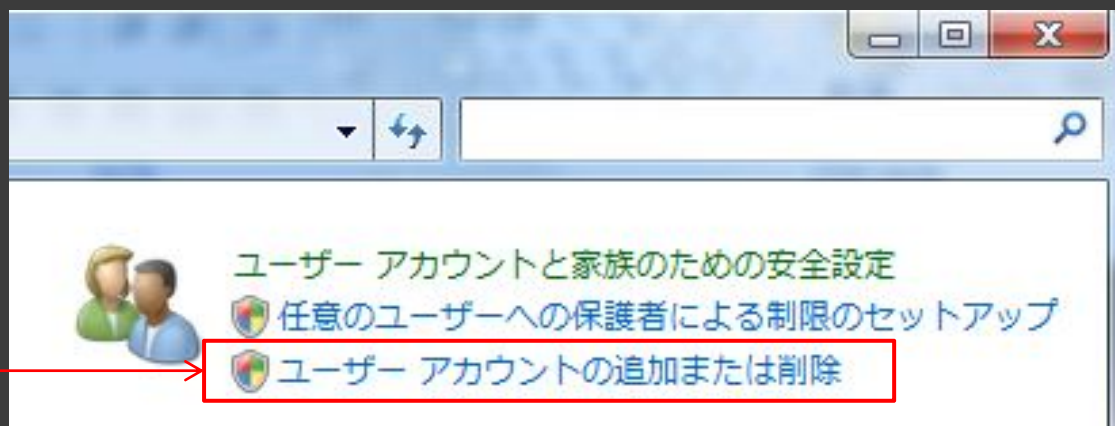 ユーザー アカウントと家族のための安全設定
任意のユーザーへの保護者による制限のセットアップ
ユーザー アカウントの追加または削除